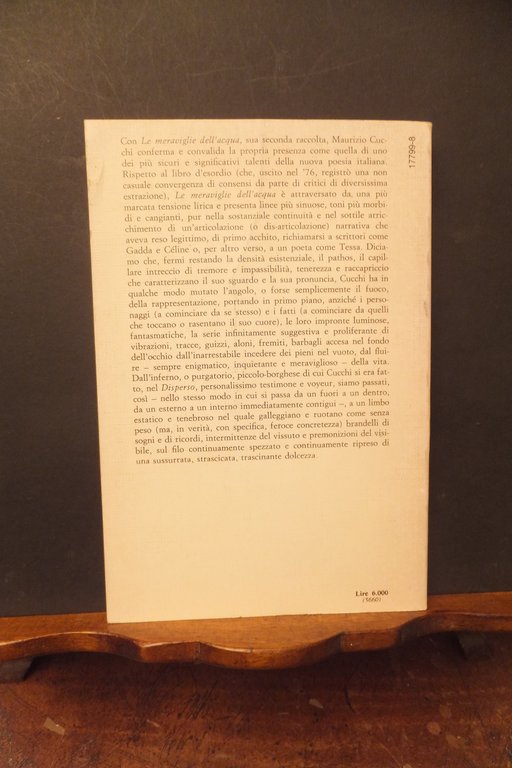 Con Le meraviglie dell'acqua, sua seconda raccolta, Maurizio Cuc-
chi conferma e convalida la propria presenza come quella di uno
dei più sicuri e significativi talenti della nuova poesia italiana.
Rispetto al libro d'esordio (che, uscito nel '76, registrò una non
casuale convergenza di consensi da parte di critici di diversissima
estrazione), Le meraviglie dell'acqua è attraversato da una più
marcata tensione lirica e presenta linee più sinuose, toni più morbi-
di e cangianti, pur nella sostanziale continuità e nel sottile arric-
chimento di un'articolazione (o dis-articolazione) narrativa che
aveva reso legittimo, di primo acchito, richiamarsi a scrittori come
Gadda e Céline o, per altro verso, a un poeta come Tessa. Dicia-
mo che, fermi restando la densità esistenziale, il pathos, il capil-
lare intreccio di tremore e impassibilità, tenerezza e raccapriccio
che caratterizzano il suo sguardo e la sua pronuncia, Cucchi ha in
qualche modo mutato l'angolo, o forse semplicemente il fuoco,
della rappresentazione, portando in primo piano, anziché i perso-
naggi (a cominciare da se stesso) e i fatti (a cominciare da quelli
che toccano o rasentano il suo cuore), le loro impronte luminose,
fantasmatiche, la serie infinitamente suggestiva e proliferante di
vibrazioni, tracce, guizzi, aloni, fremiti, barbagli accesa nel fondo
dell'occhio dall'inarrestabile incedere dei pieni nel vuoto, dal flui-
re – sempre enigmatico, inquietante e meraviglioso – della vita.
Dall'inferno, o purgatorio, piccolo-borghese di cui Cucchi si era fat-
to, nel Disperso, personalissimo testimone e voyeur, siamo passati,
così – nello stesso modo in cui si passa da un fuori a un dentro,
da un esterno a un interno immediatamente contigui –, a un limbo
estatico e tenebroso nel quale galleggiano e ruotano come senza
peso (ma, in verità, con specifica, feroce concretezza) brandelli di
sogni e di ricordi, intermittenze del vissuto e premonizioni del visi-
bile, sul filo continuamente spezzato e continuamente ripreso di
una sussurrata, strascicata, trascinante dolcezza
17799-8
Lire 6.000
(5660)